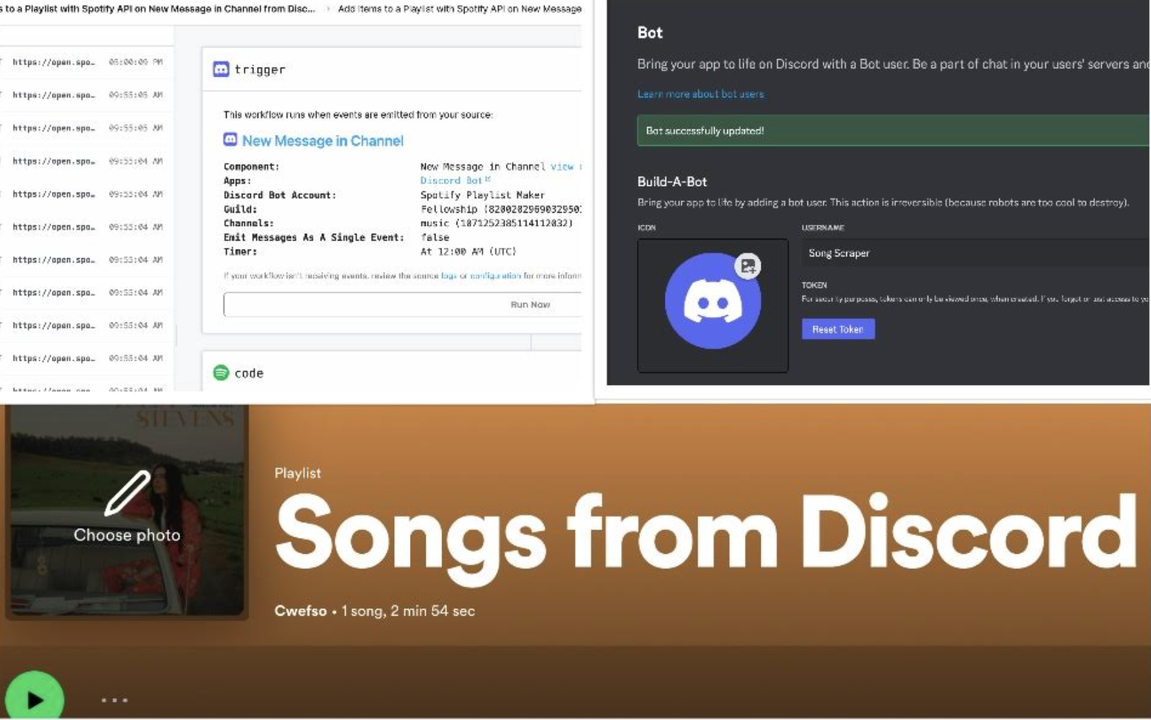 s to a Playlist with Spotify API on New Message in Channel from Disc...
Add Items to a Playlist with Spotify API on New Message
https://open.spo… 05:00:09 PM
https://open.spo… 09:55:05 AM
https://open.spo… 09:55:05 AM
https://open.spo… 09:55:04 AM
https://open.spo… 09:55:04 AM
https://open.spo… 09:55:04 AM
https://open.spo… 09:55:04 AM
https://open.spo… 09:55:04 AM
https://open.spo… 09:55:04 AM
https://open.spo… 09:55:04 AM
https://open.spo… 09:55:04 AM
trigger
This workflow runs when events are emitted from your source:
New Message in Channel
Component: New Message in Channel view
Apps: Discord Bot
Discord Bot Account: Spotify Playlist Maker
Guild: Fellowship
Channels: music (1071252385114112032)
Emit Messages As A Single Event: false
Timer: At 12:00 AM (UTC)
If your workflow isn't receiving events, review the source logs or configuration for more inform
Run Now
code
Bot
Bring your app to life on Discord with a Bot user. Be a part of chat in your users' servers and
Learn more about bot users
Bot successfully updated!
Build-A-Bot
Bring your app to life by adding a bot user. This action is irreversible (because robots are too cool to destroy).
ICON
USERNAME
Song Scraper
TOKEN
For security purposes, tokens can only be viewed once, when created. If you forgot or lost access to yo
Reset Token
STEVENS
Choose photo
Playlist
Songs from Discord
Cwefso • 1 song, 2 min 54 sec